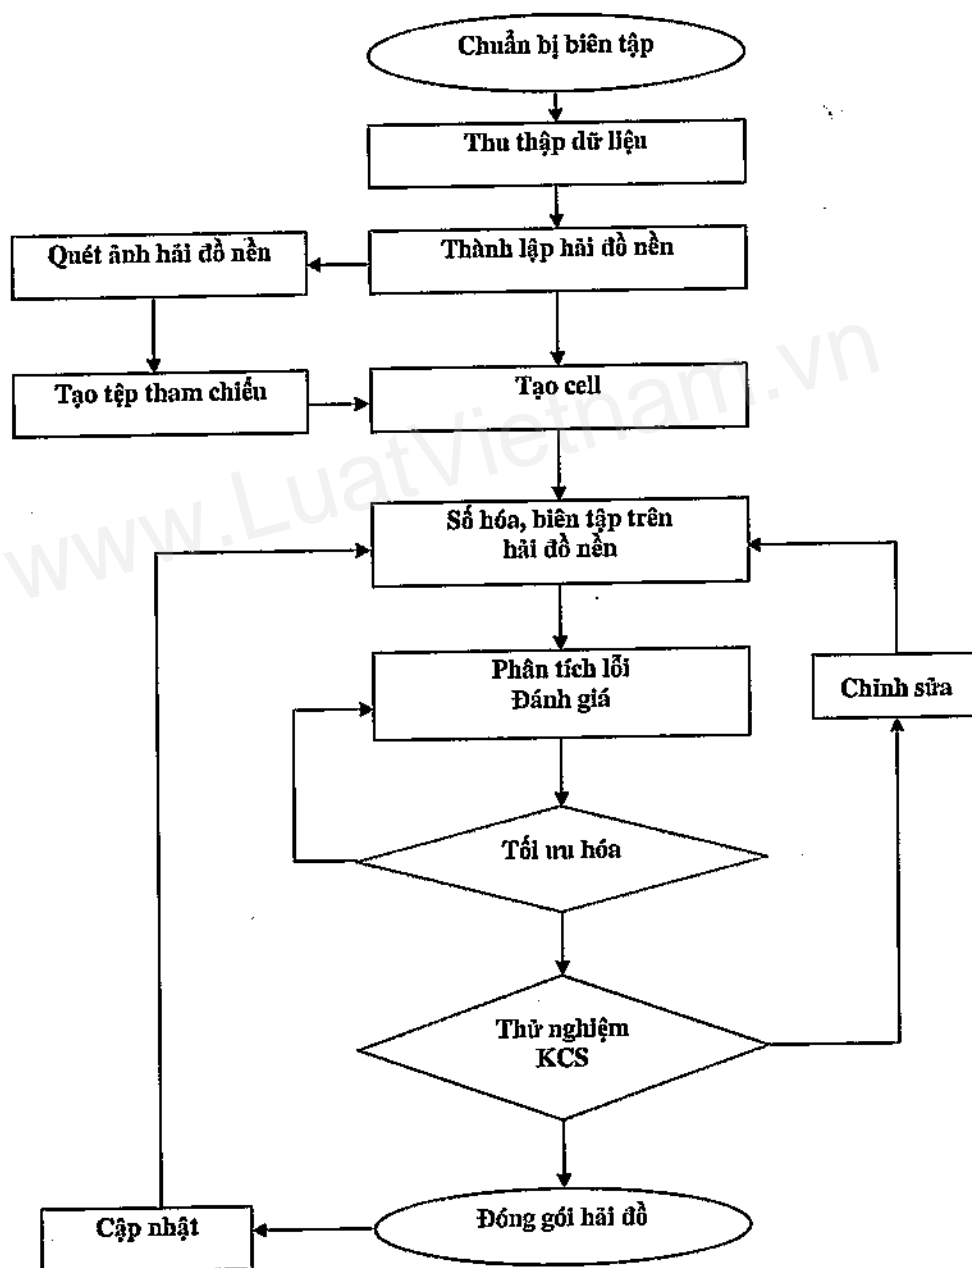 Chuẩn bị biên tập
Thu thập dữ liệu
Quét ảnh hải đồ nền
Thành lập hải đồ nền
Tạo tệp tham chiếu
Tạo cell
www.LuatVietnam.vn
Số hóa, biên tập trên
hải đồ nền
Phân tích lỗi
Đánh giá
Chỉnh sửa
Tối ưu hóa
Thử nghiệm
KCS
Đóng gói hải đồ
Cập nhật